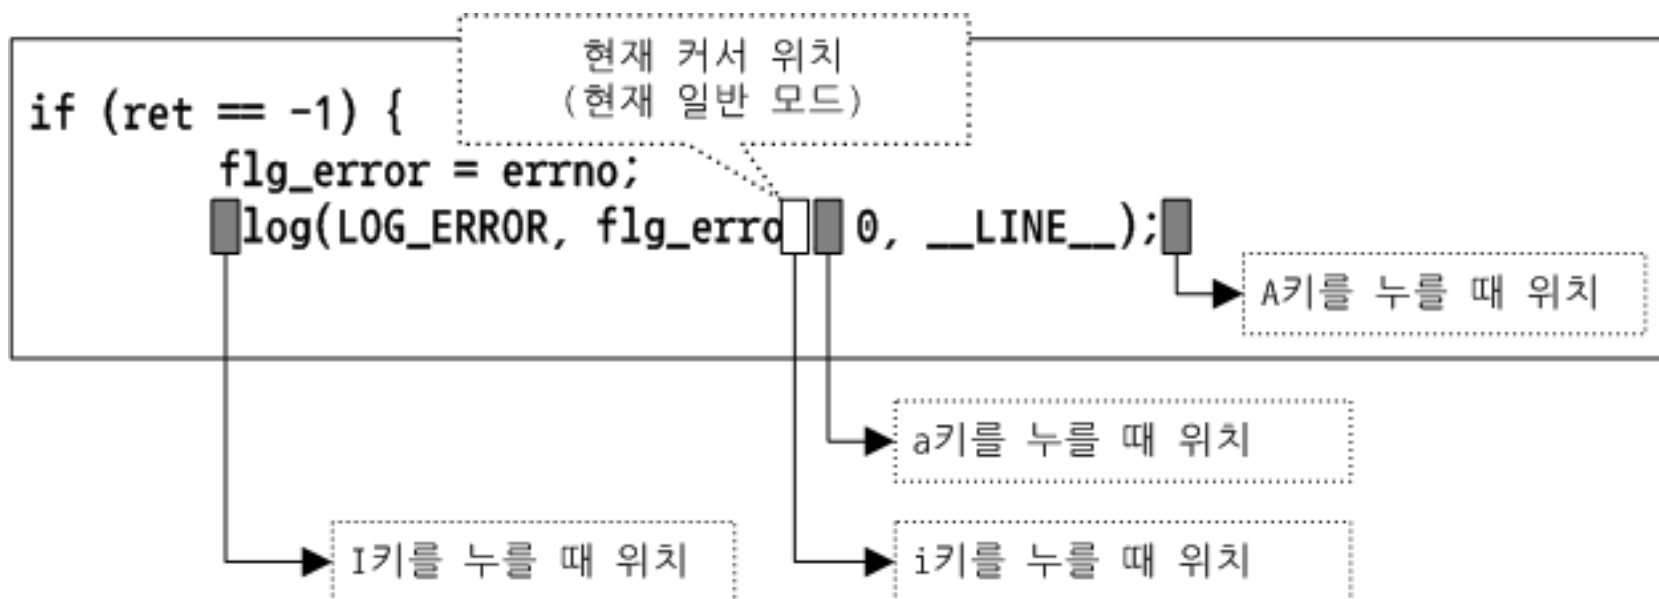 현재 커서 위치
(현재 일반 모드)
if (ret == -1) {
flg_error = errno;
log(LOG_ERROR, flg_erro 0, __LINE__);
A키를 누를 때 위치
a키를 누를 때 위치
I키를 누를 때 위치
i키를 누를 때 위치